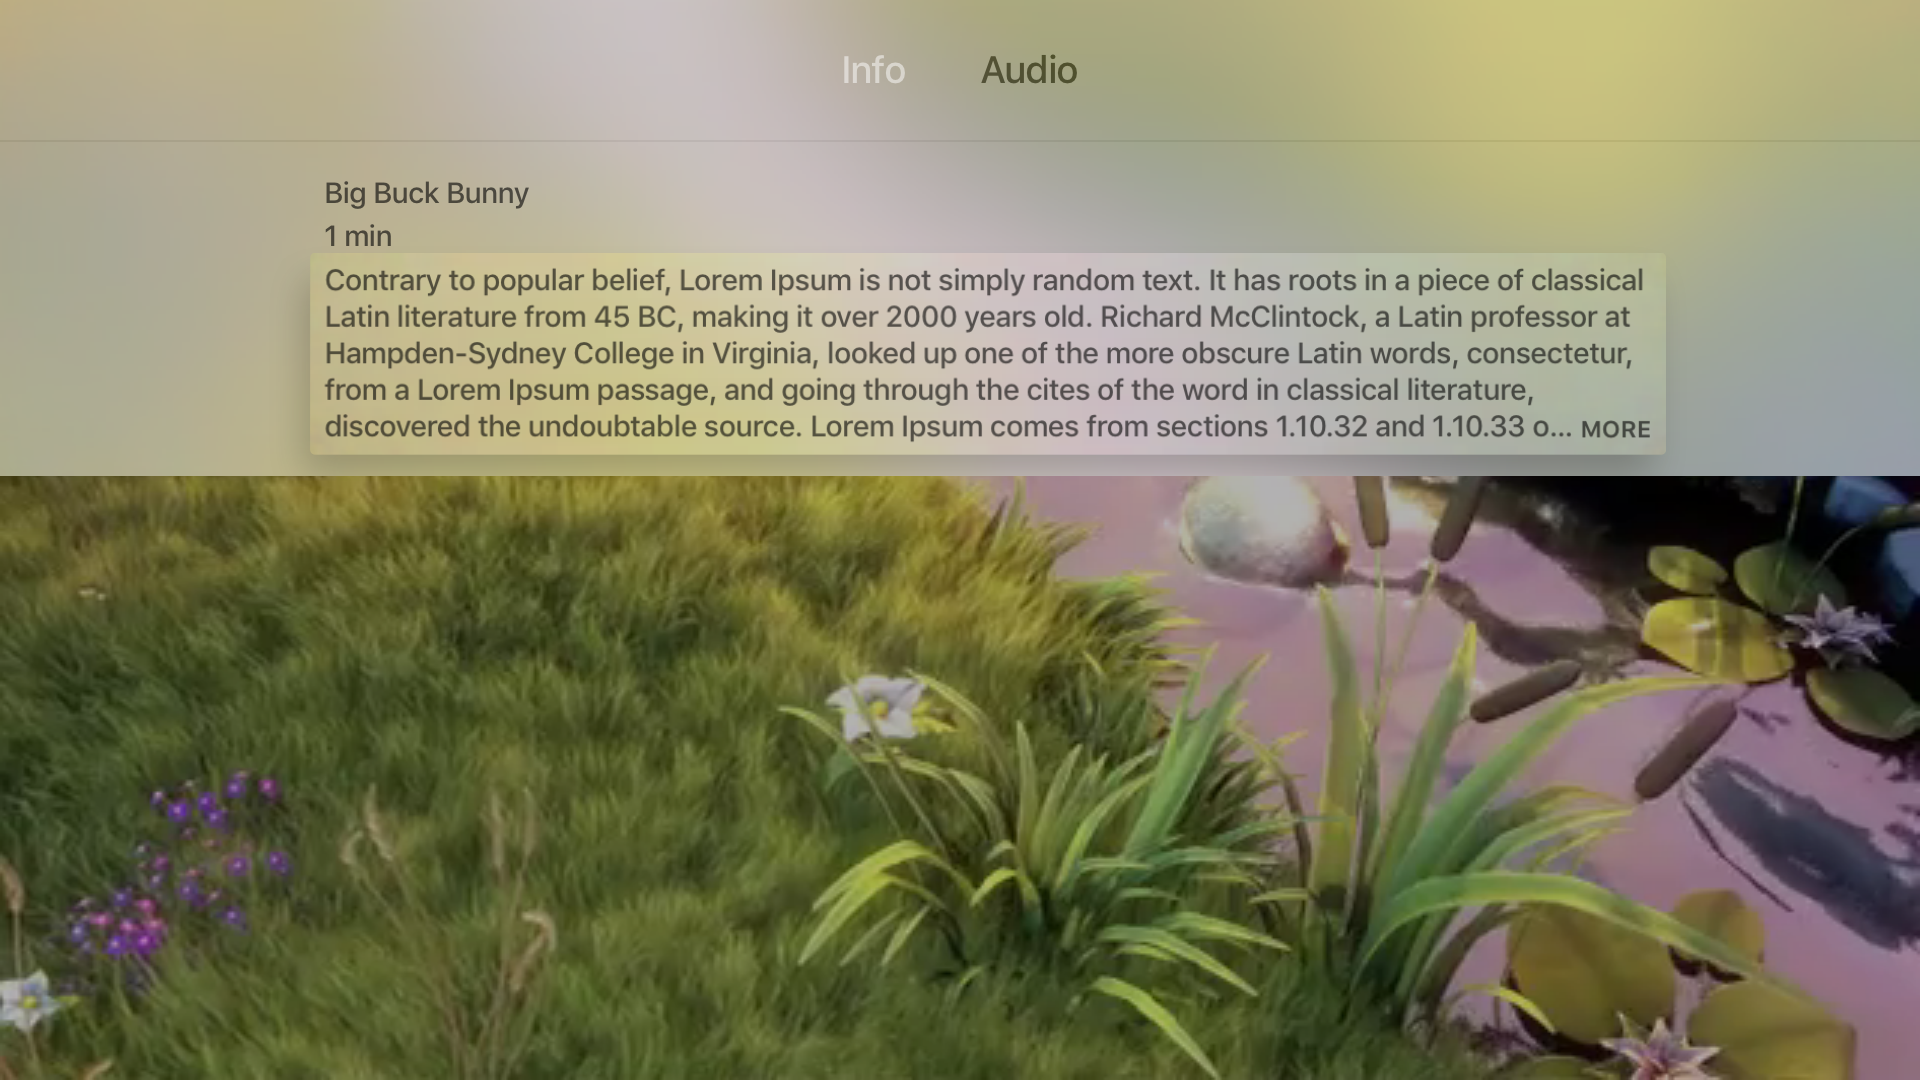 Info Audio
Big Buck Bunny
1 min
Contrary to popular belief, Lorem Ipsum is not simply random text. It has roots in a piece of classical
Latin literature from 45 BC, making it over 2000 years old. Richard McClintock, a Latin professor at
Hampden-Sydney College in Virginia, looked up one of the more obscure Latin words, consectetur,
from a Lorem Ipsum passage, and going through the cites of the word in classical literature,
discovered the undoubtable source. Lorem Ipsum comes from sections 1.10.32 and 1.10.33 o... MORE